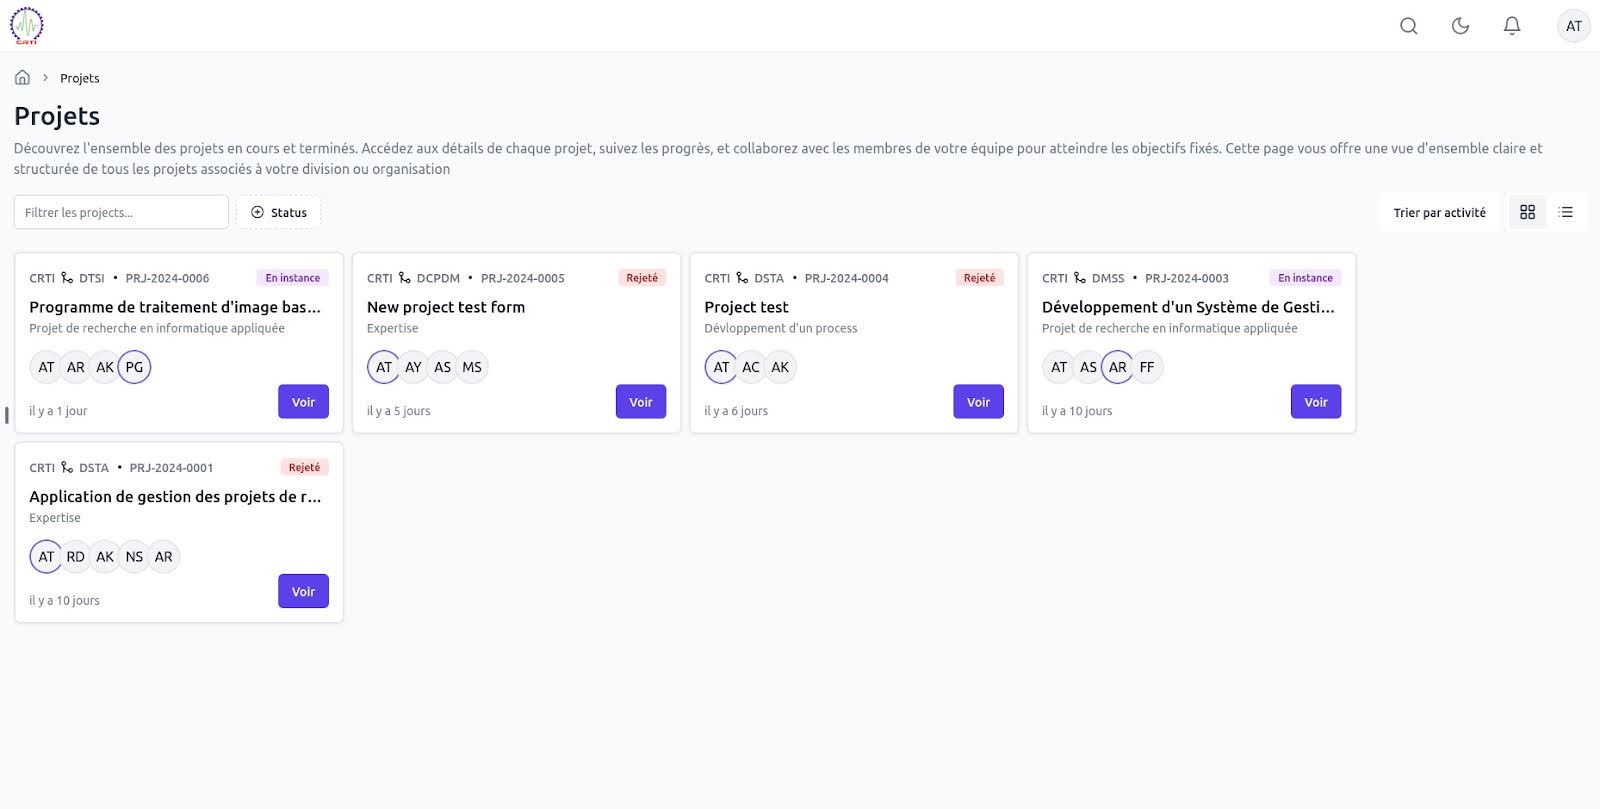 CRTI
AT
Projets
Projets
Découvrez l'ensemble des projets en cours et terminés. Accédez aux détails de chaque projet, suivez les progrès, et collaborez avec les membres de votre équipe pour atteindre les objectifs fixés. Cette page vous offre une vue d'ensemble claire et
structurée de tous les projets associés à votre division ou organisation
Filtrer les projects...
Status
Trier par activité
CRTI DTSI • PRJ-2024-0006 En instance
Programme de traitement d'image bas...
Projet de recherche en informatique appliquée
AT AR AK PG
il y a 1 jour
Voir
CRTI DCPDM • PRJ-2024-0005 Rejeté
New project test form
Expertise
AT AY AS MS
il y a 5 jours
Voir
CRTI DSTA • PRJ-2024-0004 Rejeté
Project test
Dévloppement d'un process
AT AC AK
il y a 6 jours
Voir
CRTI DMSS • PRJ-2024-0003 En instance
Développement d'un Système de Gesti...
Projet de recherche en informatique appliquée
AT AS AR FF
il y a 10 jours
Voir
CRTI DSTA • PRJ-2024-0001 Rejeté
Application de gestion des projets de r...
Expertise
AT RD AK NS AR
il y a 10 jours
Voir